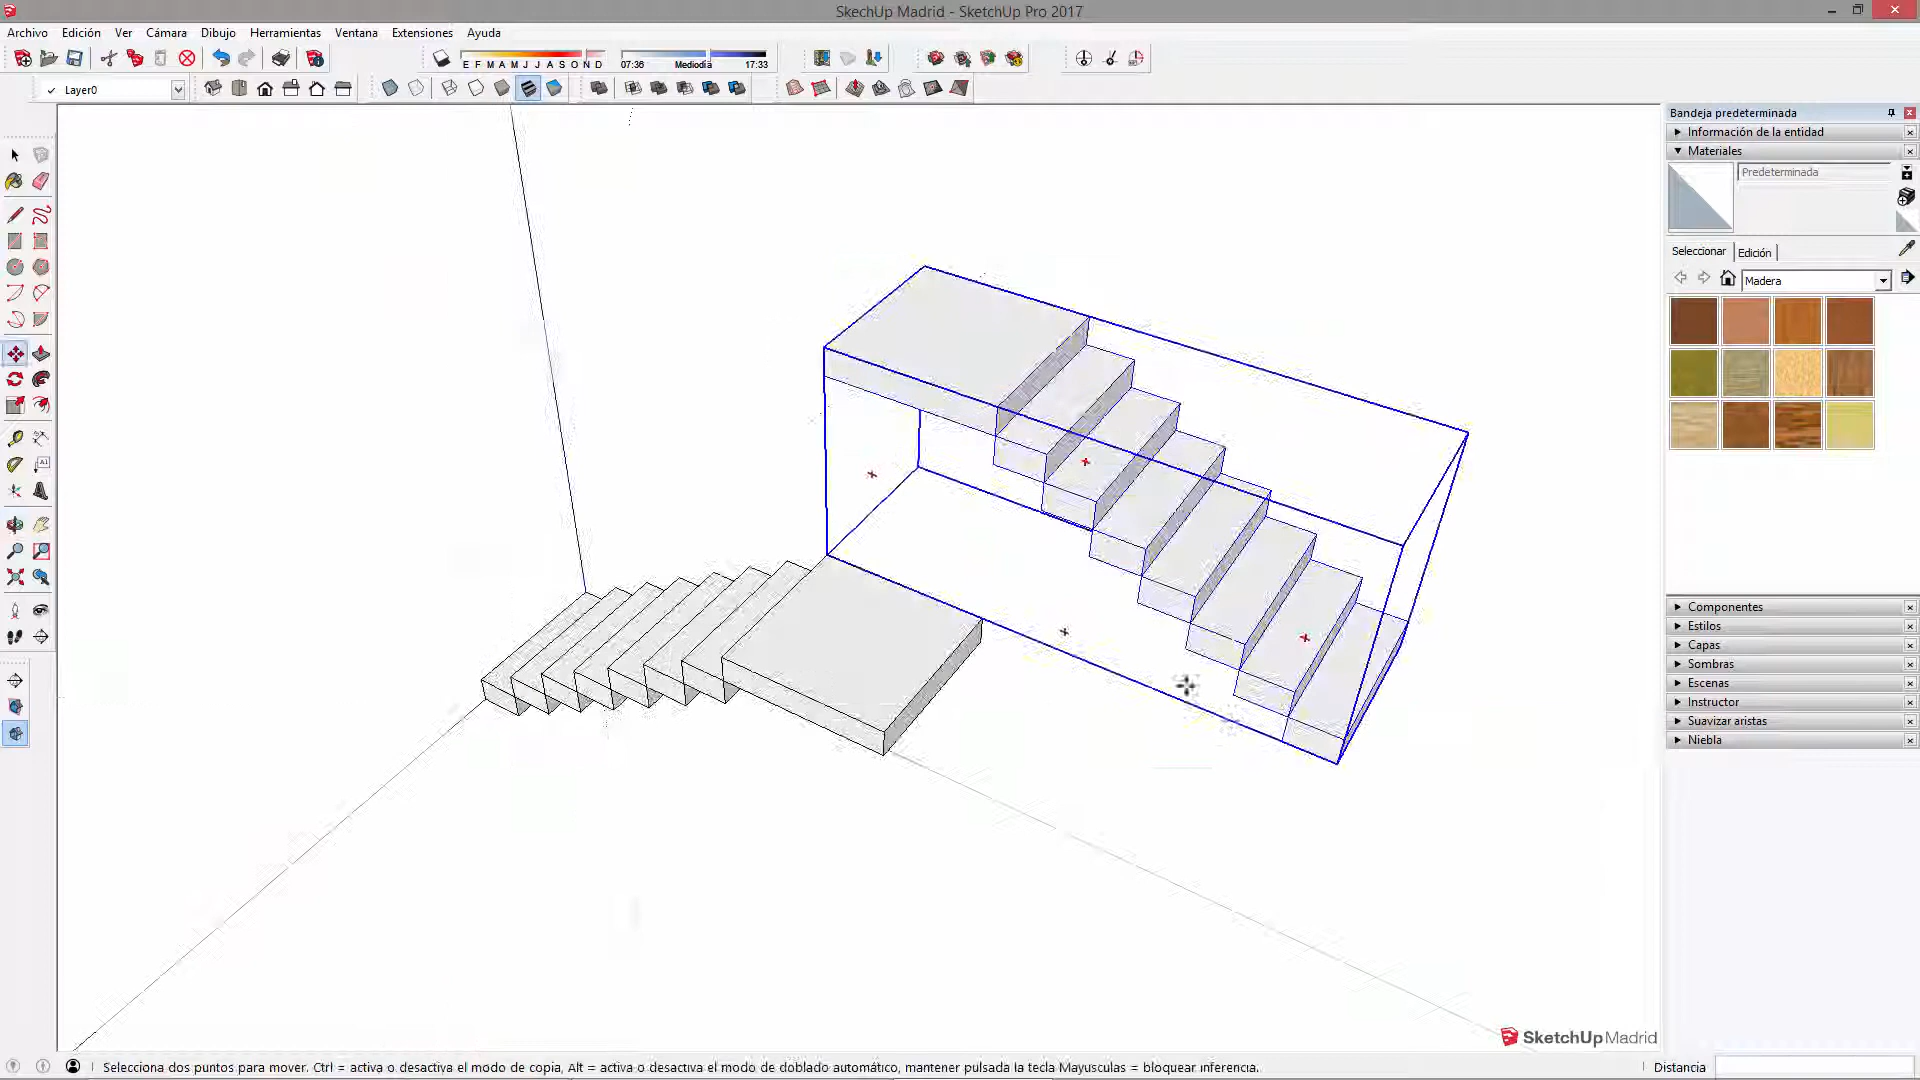 SkechUp Madrid - SketchUp Pro 2017
Archivo Edición Ver Cámara Dibujo Herramientas Ventana Extensiones Ayuda
E F M A M J J A S O N D
07:36 Mediodía 17:33
Layer0
Bandeja predeterminada
Información de la entidad
Materiales
Predeterminada
Seleccionar Edición
Madera
Componentes
Estilos
Capas
Sombras
Escenas
Instructor
Suavizar aristas
Niebla
SketchUp Madrid
Selecciona dos puntos para mover. Ctrl = activa o desactiva el modo de copia, Alt = activa o desactiva el modo de doblado automático, mantener pulsada la tecla Mayusculas = bloquear inferencia.
Distancia